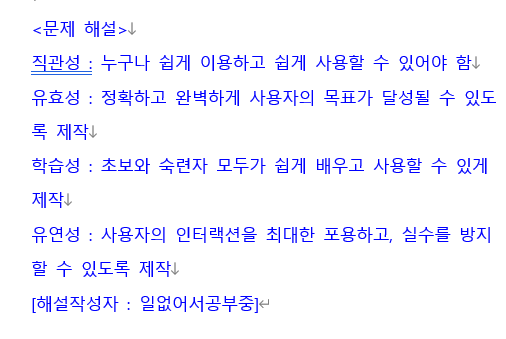 <문제 해설>↓
직관성 : 누구나 쉽게 이용하고 쉽게 사용할 수 있어야 함↓
유효성 : 정확하고 완벽하게 사용자의 목표가 달성될 수 있도
록 제작↓
학습성 : 초보와 숙련자 모두가 쉽게 배우고 사용할 수 있게
제작↓
유연성 : 사용자의 인터랙션을 최대한 포용하고, 실수를 방지
할 수 있도록 제작↓
[해설작성자 : 일없어서공부중]↵